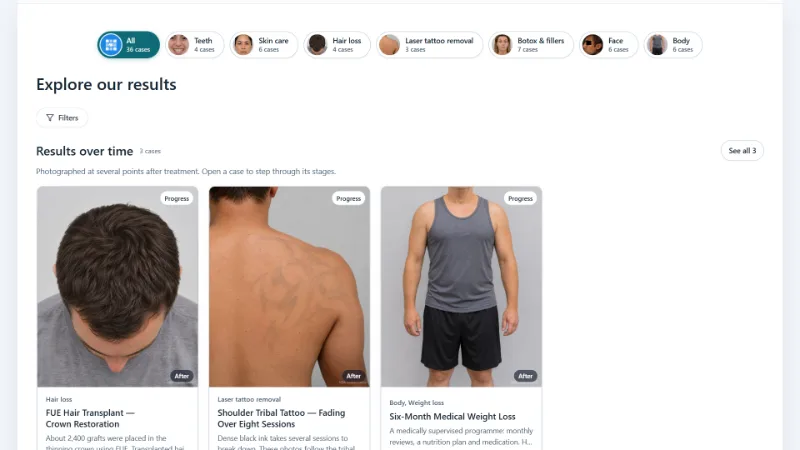 All
36 cases
Teeth
4 cases
Skin care
6 cases
Hair loss
4 cases
Laser tattoo removal
3 cases
Botox & fillers
7 cases
Face
6 cases
Body
6 cases
Explore our results
Filters
Results over time 3 cases
See all 3
Photographed at several points after treatment. Open a case to step through its stages.
Progress
Progress
Progress
After
After
After
Hair loss
FUE Hair Transplant —
Crown Restoration
About 2,400 grafts were placed in the
thinning crown using FUE. Transplanted hai
Laser tattoo removal
Shoulder Tribal Tattoo — Fading
Over Eight Sessions
Dense black ink takes several sessions to
break down. These photos follow the tribal
Body, Weight loss
Six-Month Medical Weight Loss
A medically supervised programme: monthly
reviews, a nutrition plan and medication. H...